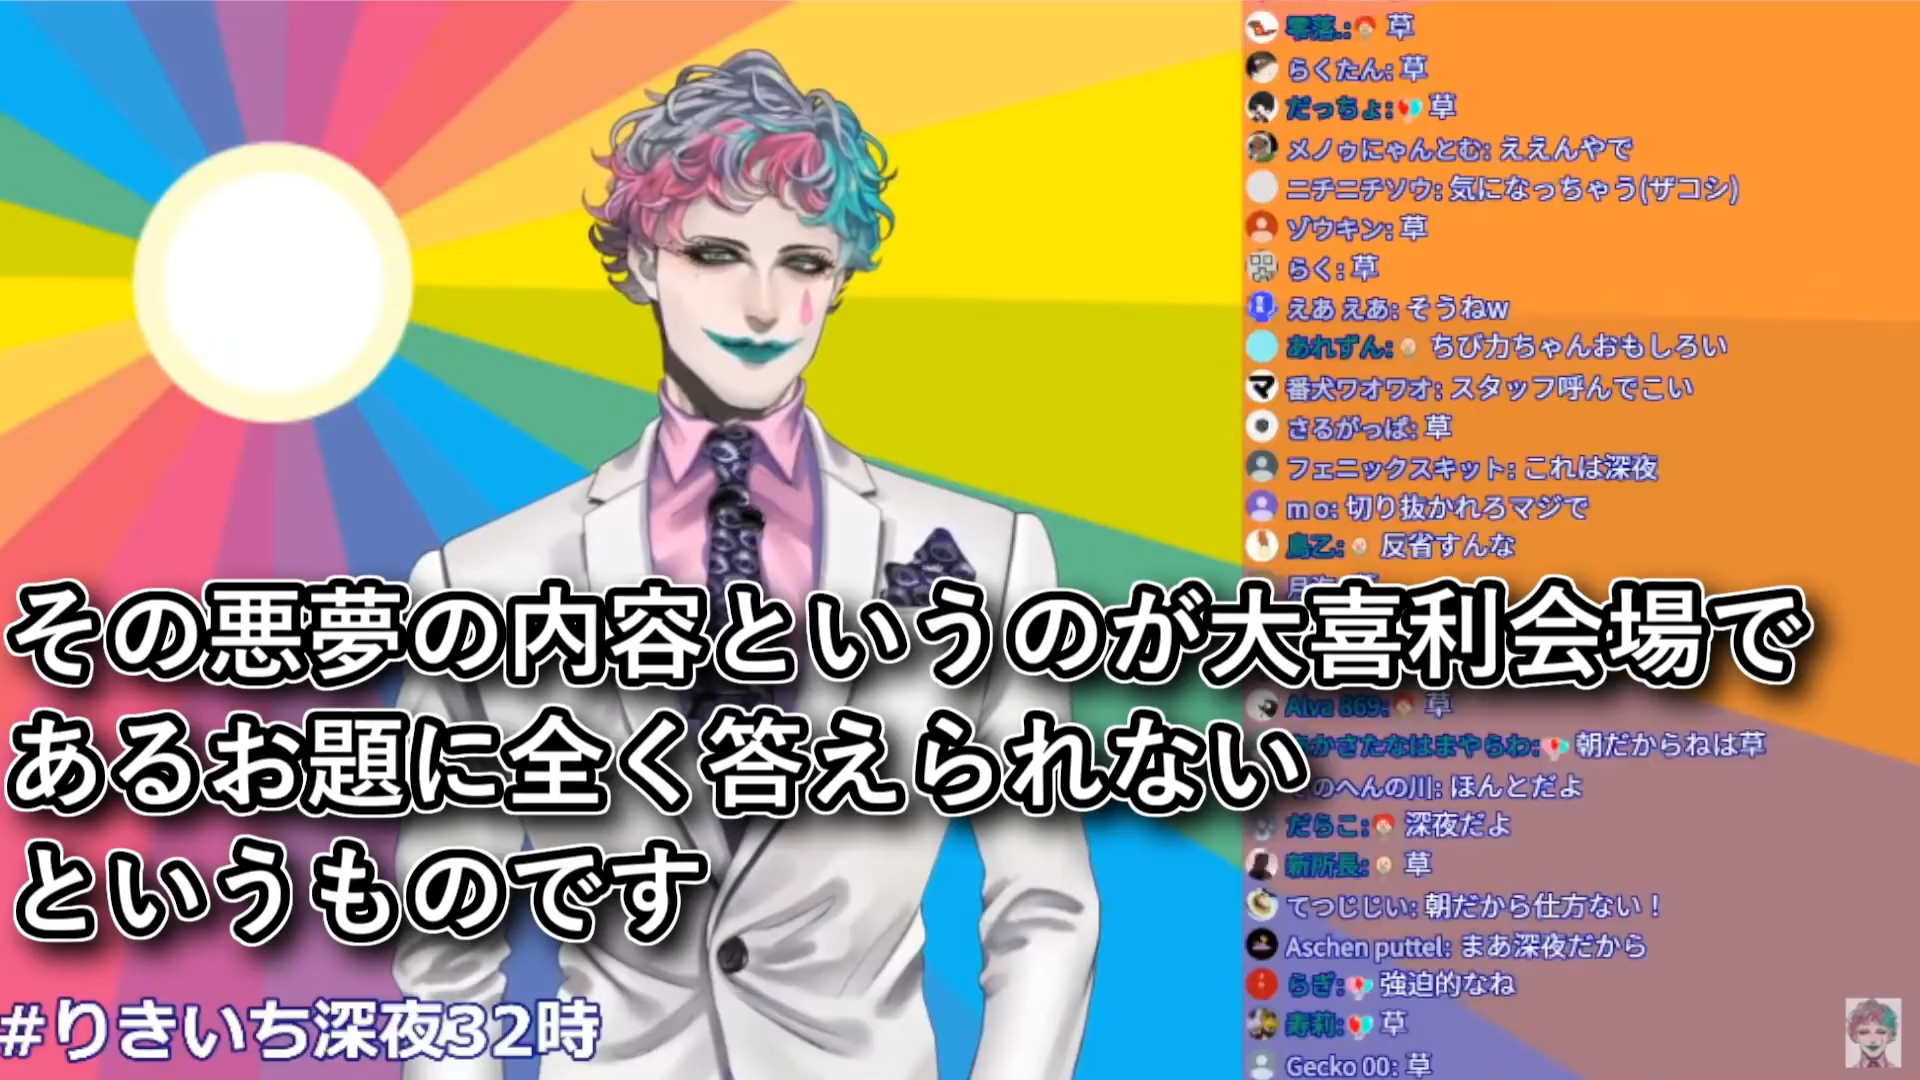 零落.: 草
らくたん: 草
だっちょ: 草
メノゥにゃんとむ: ええんやで
ニチニチソウ: 気になっちゃう(ザコシ)
ゾウキン: 草
らく: 草
えあ えあ: そうねw
あれずん: ちび力ちゃんおもしろい
番犬ワオワオ: スタッフ呼んでこい
さるがっぱ: 草
フェニックスキット: これは深夜
m o: 切り抜かれろマジで
鳥乙: 反省すんな
その悪夢の内容というのが大喜利会場で
あるお題に全く答えられない
というものです
Alva 869: 草
かさたなはまやらわ: 朝だからねは草
のへんの川: ほんとだよ
だらこ: 深夜だよ
新所長: 草
てつじじい: 朝だから仕方ない！
Aschen puttel: まあ深夜だから
らぎ: 強迫的なね
寿莉: 草
Gecko 00: 草
#りきいち深夜32時